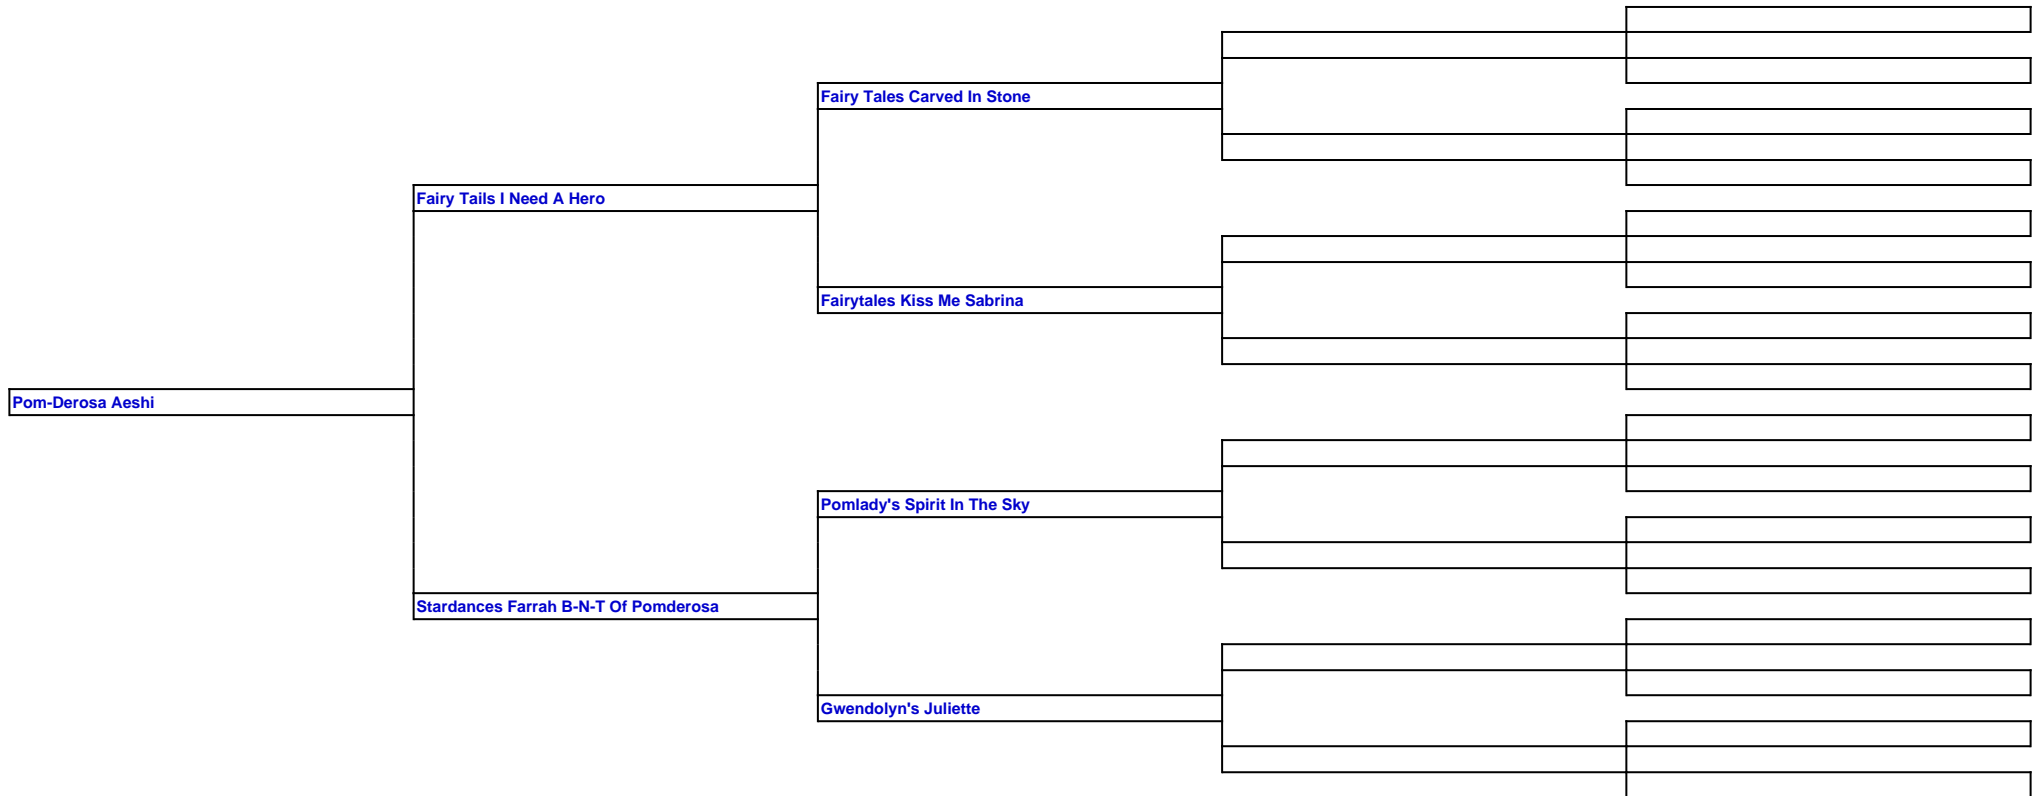 Fairy Tales Carved In Stone
Fairy Tails I Need A Hero
Fairytales Kiss Me Sabrina
Pom-Derosa Aeshi
Pomlady's Spirit In The Sky
Stardances Farrah B-N-T Of Pomderosa
Gwendolyn's Juliette